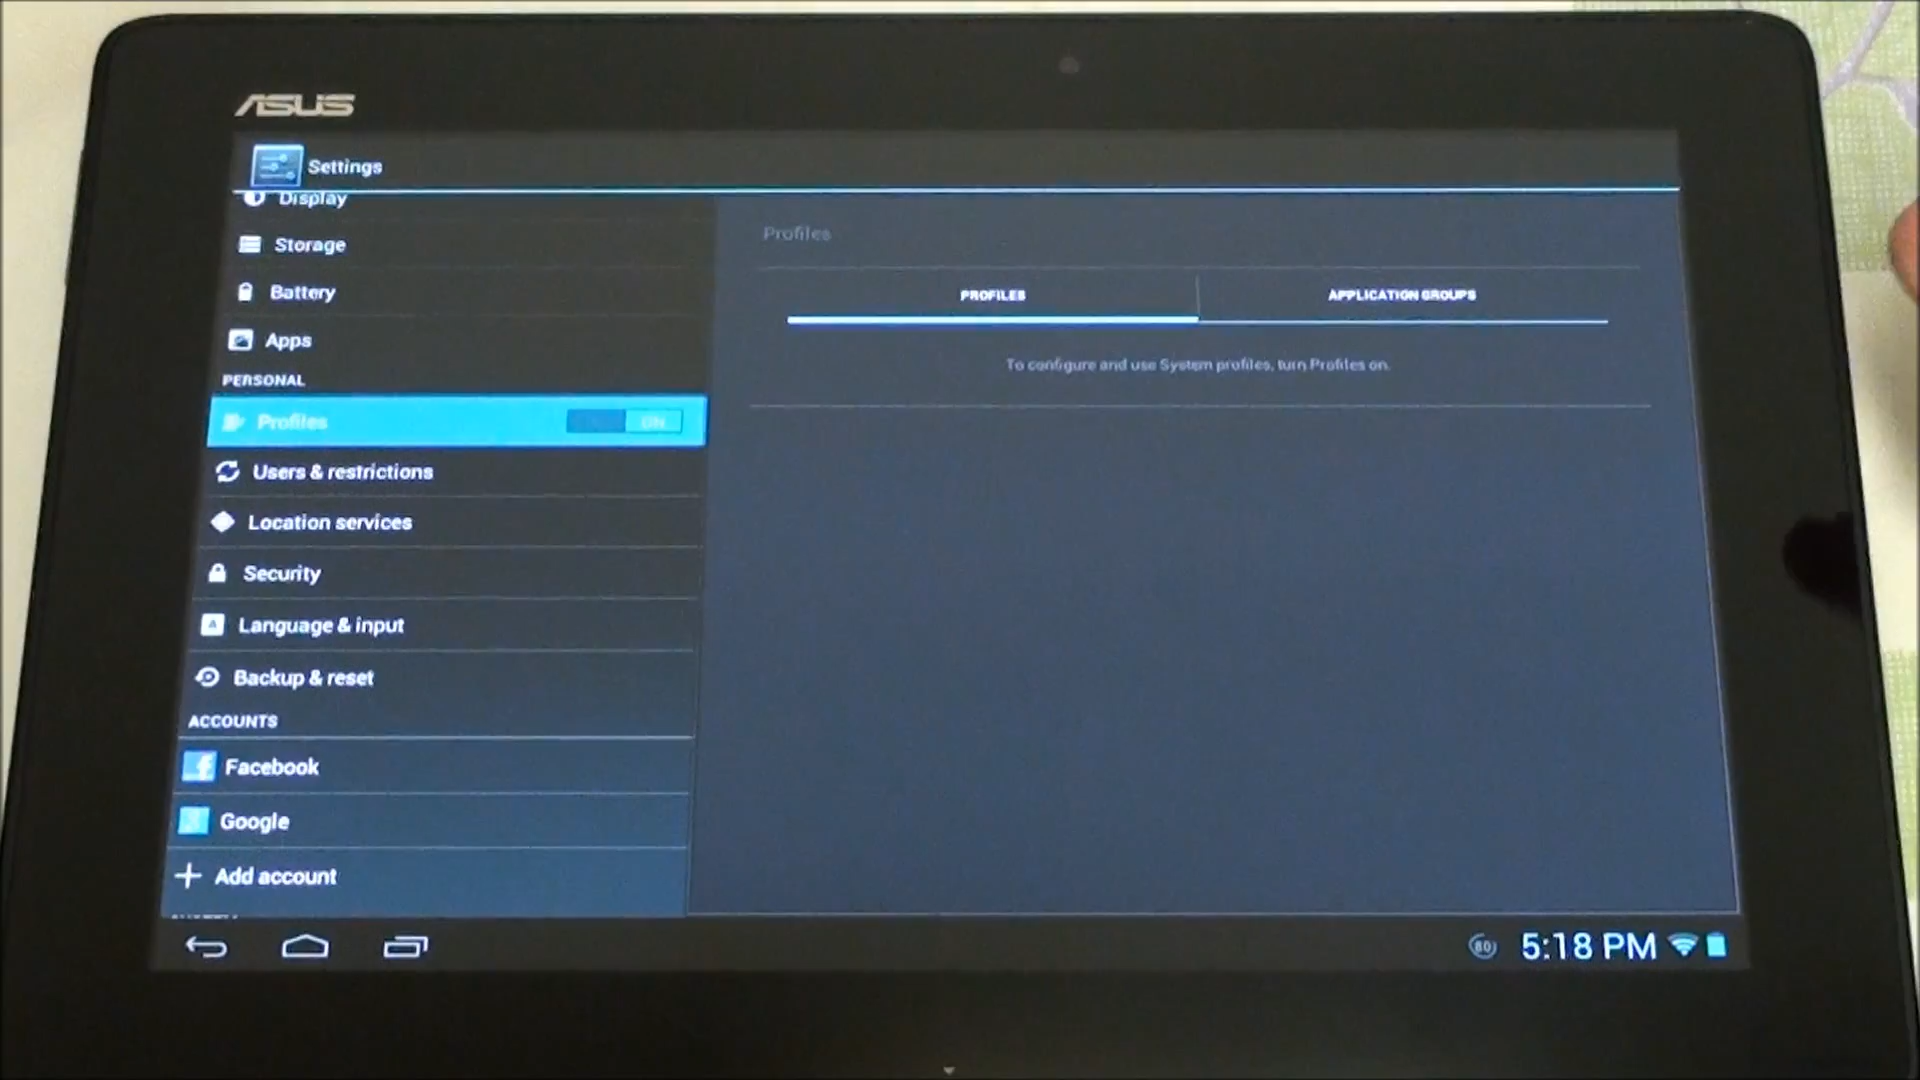 ASUS
Settings
Display
Storage
Battery
Apps
PERSONAL
Profiles
ON
Users & restrictions
Location services
Security
Language & input
Backup & reset
ACCOUNTS
Facebook
Google
Add account
Profiles
PROFILES
APPLICATION GROUPS
To configure and use System profiles, turn Profiles on.
80
5:18 PM